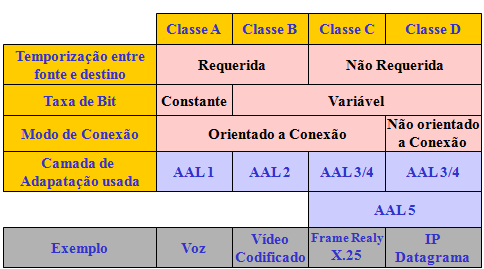 Classe A Classe B Classe C Classe D
Temporização entre
fonte e destino
Requerida Não Requerida
Taxa de Bit Constante Variável
Modo de Conexão Orientado a Conexão
Não orientado
a Conexão
Camada de
Adapatação usada
AAL 1 AAL 2 AAL 3/4 AAL 3/4
AAL 5
Exemplo Voz
Vídeo
Codificado
Frame Realy
X.25
IP
Datagrama